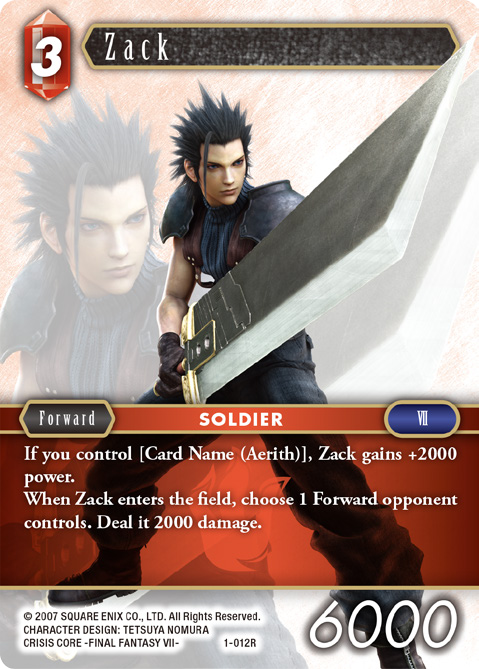 3
Zack
Forward
SOLDIER
VII
If you control [Card Name (Aerith)], Zack gains +2000
power.
When Zack enters the field, choose 1 Forward opponent
controls. Deal it 2000 damage.
© 2007 SQUARE ENIX CO., LTD. All Rights Reserved.
CHARACTER DESIGN: TETSUYA NOMURA
CRISIS CORE -FINAL FANTASY VII-
1-012R
6000